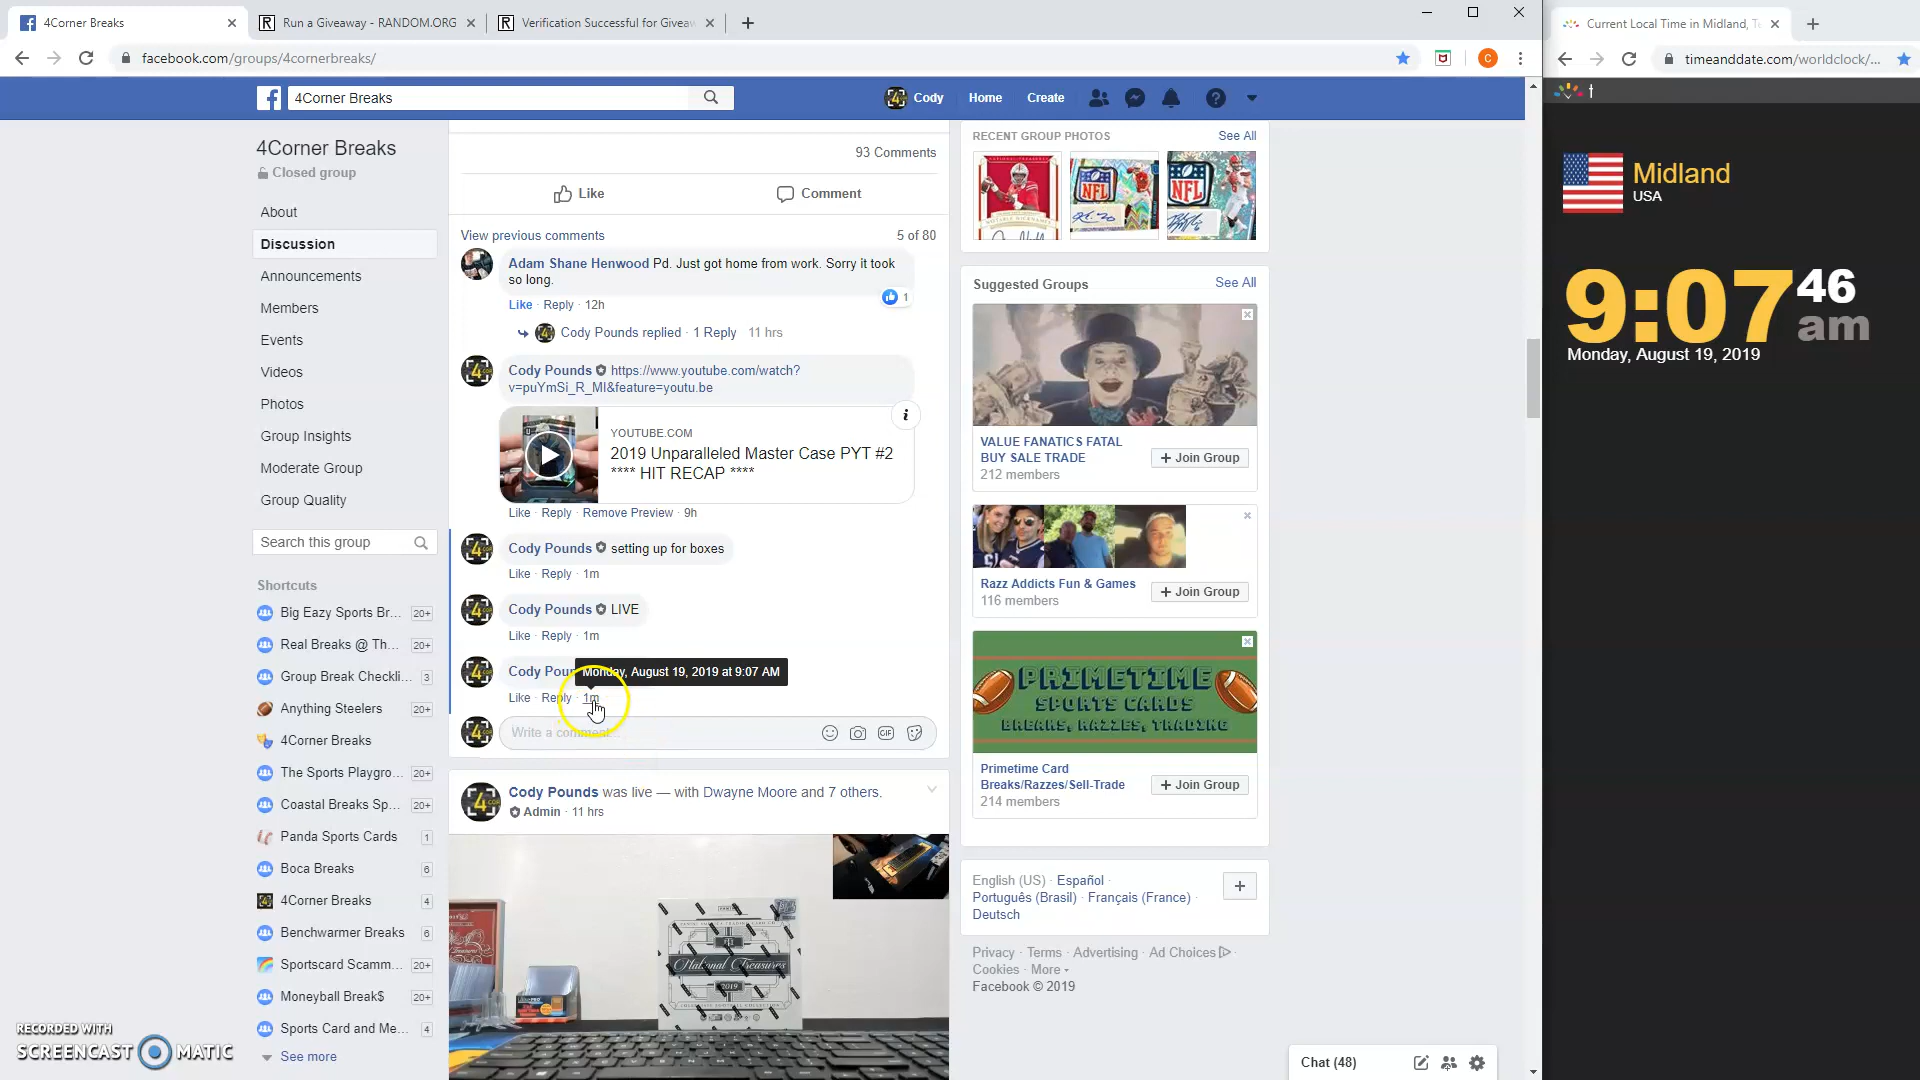 4Corner Breaks
Run a Giveaway - RANDOM.ORG
Verification Successful for Giveaw
Current Local Time in Midland, Te
facebook.com/groups/4cornerbreaks/
timeanddate.com/worldclock/...
4Corner Breaks
Cody
Home
Create
4Corner Breaks
Closed group
About
Discussion
Announcements
Members
Events
Videos
Photos
Group Insights
Moderate Group
Group Quality
Search this group
Shortcuts
Big Eazy Sports Br... 20+
Real Breaks @ Th... 20+
Group Break Checkli... 3
Anything Steelers 20+
4Corner Breaks
The Sports Playgro... 20+
Coastal Breaks Sp... 20+
Panda Sports Cards 1
Boca Breaks 6
4Corner Breaks 4
Benchwarmer Breaks 6
Sportscard Scamm... 20+
Moneyball Break$ 20+
Sports Card and Me... 4
See more
RECORDED WITH
SCREENCAST MATIC
93 Comments
Like
Comment
View previous comments
5 of 80
Adam Shane Henwood Pd. Just got home from work. Sorry it took
so long.
1
Like · Reply · 12h
Cody Pounds replied · 1 Reply 11 hrs
Cody Pounds https://www.youtube.com/watch?
v=puYmSi_R_MI&feature=youtu.be
YOUTUBE.COM
2019 Unparalleled Master Case PYT #2
**** HIT RECAP ****
Like · Reply · Remove Preview · 9h
Cody Pounds setting up for boxes
Like · Reply · 1m
Cody Pounds LIVE
Like · Reply · 1m
Cody Poun
Monday, August 19, 2019 at 9:07 AM
Like · Reply · 1m
Write a comment...
GIF
Cody Pounds was live — with Dwayne Moore and 7 others.
Admin · 11 hrs
National Treasures
2019
RECENT GROUP PHOTOS
See All
NFL
NFL
Suggested Groups
See All
VALUE FANATICS FATAL
BUY SALE TRADE
212 members
+ Join Group
Razz Addicts Fun & Games
116 members
+ Join Group
PRIMETIME
SPORTS CARDS
BREAKS, RAZZES, TRADING
Primetime Card
Breaks/Razzes/Sell-Trade
214 members
+ Join Group
English (US) · Español ·
Português (Brasil) · Français (France) ·
Deutsch
Privacy · Terms · Advertising · Ad Choices ·
Cookies · More
Facebook © 2019
Chat (48)
Midland
USA
9:07 46
am
Monday, August 19, 2019